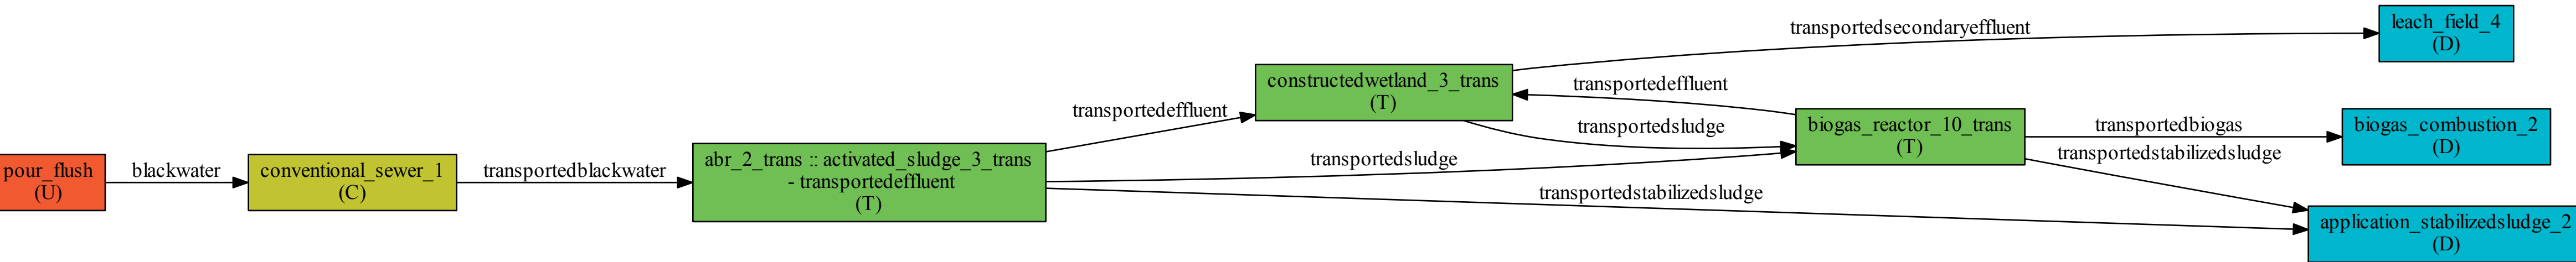 pour_flush
(U)
blackwater
conventional_sewer_1
(C)
transportedblackwater
abr_2_trans :: activated_sludge_3_trans
- transportedeffluent
(T)
transportedeffluent
transportedsludge
transportedstabilizedsludge
constructedwetland_3_trans
(T)
transportedsecondaryeffluent
transportedeffluent
transportedsludge
biogas_reactor_10_trans
(T)
transportedbiogas
transportedstabilizedsludge
leach_field_4
(D)
biogas_combustion_2
(D)
application_stabilizedsludge_2
(D)